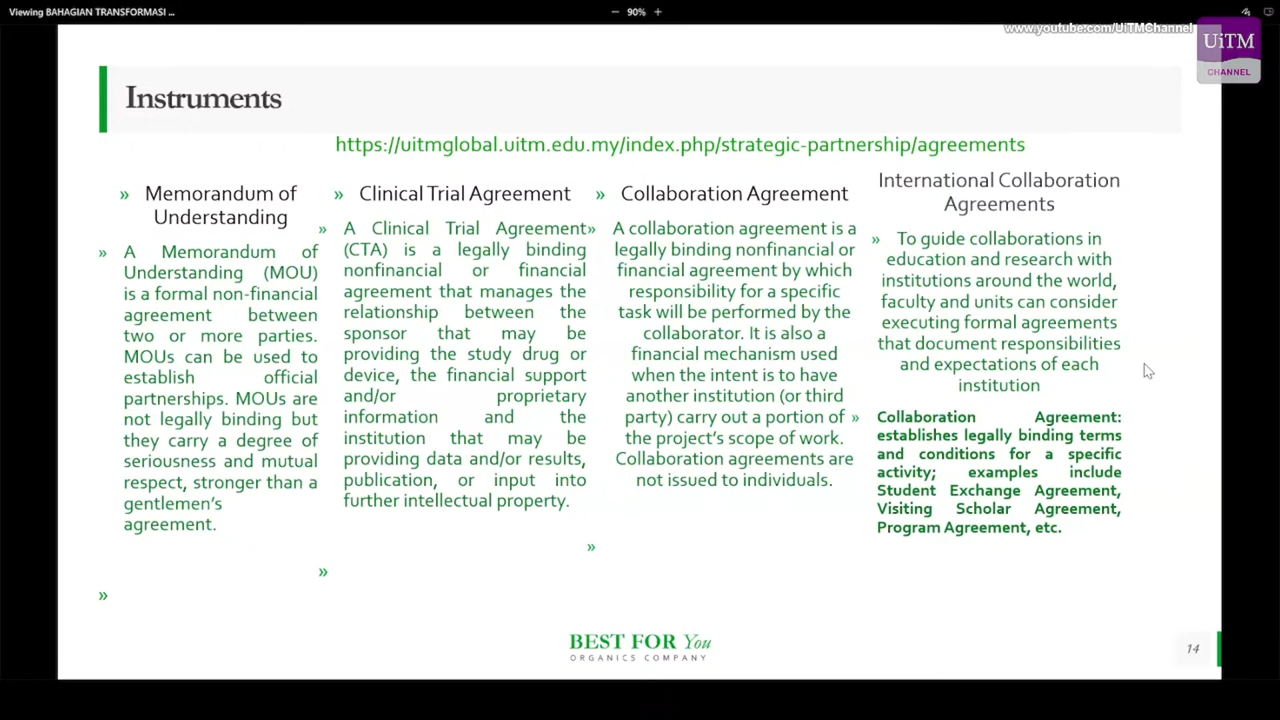 Viewing BAHAGIAN TRANSFORMASI ...
− 90% +
www.youtube.com/UiTMChannel
UiTM
CHANNEL
Instruments
https://uitmglobal.uitm.edu.my/index.php/strategic-partnership/agreements
» Memorandum of
Understanding
» A Memorandum of
Understanding (MOU)
is a formal non-financial
agreement between
two or more parties.
MOUs can be used to
establish official
partnerships. MOUs are
not legally binding but
they carry a degree of
seriousness and mutual
respect, stronger than a
gentlemen's
agreement.
»
» Clinical Trial Agreement
» A Clinical Trial Agreement
(CTA) is a legally binding
nonfinancial or financial
agreement that manages the
relationship between the
sponsor that may be
providing the study drug or
device, the financial support
and/or proprietary
information and the
institution that may be
providing data and/or results,
publication, or input into
further intellectual property.
»
» Collaboration Agreement
» A collaboration agreement is a
legally binding nonfinancial or
financial agreement by which
responsibility for a specific
task will be performed by the
collaborator. It is also a
financial mechanism used
when the intent is to have
another institution (or third
party) carry out a portion of
the project's scope of work.
Collaboration agreements are
not issued to individuals.
»
International Collaboration
Agreements
» To guide collaborations in
education and research with
institutions around the world,
faculty and units can consider
executing formal agreements
that document responsibilities
and expectations of each
institution
» Collaboration Agreement:
establishes legally binding terms
and conditions for a specific
activity; examples include
Student Exchange Agreement,
Visiting Scholar Agreement,
Program Agreement, etc.
BEST FOR You
ORGANICS COMPANY
14